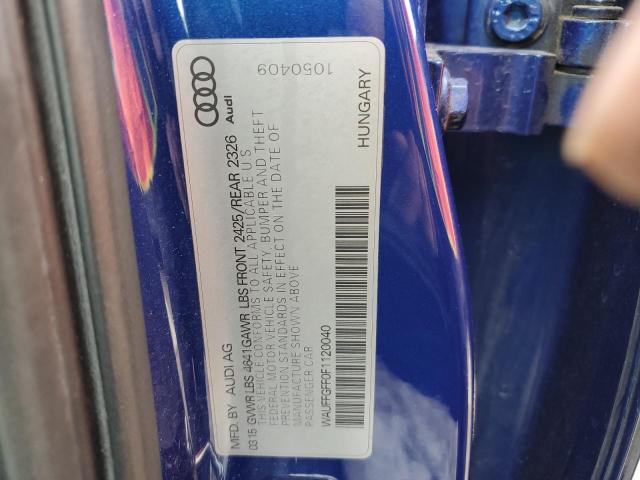 MFD. BY AUDI AG
03 15 GVWR LBS 4641 GAWR LBS FRONT 2425/REAR 2326
THIS VEHICLE CONFORMS TO ALL APPLICABLE U S
FEDERAL MOTOR VEHICLE SAFETY, BUMPER AND THEFT
PREVENTION STANDARDS IN EFFECT ON THE DATE OF
MANUFACTURE SHOWN ABOVE
PASSENGER CAR
WAUFFGFF0F1120040
HUNGARY
Audi
1050409